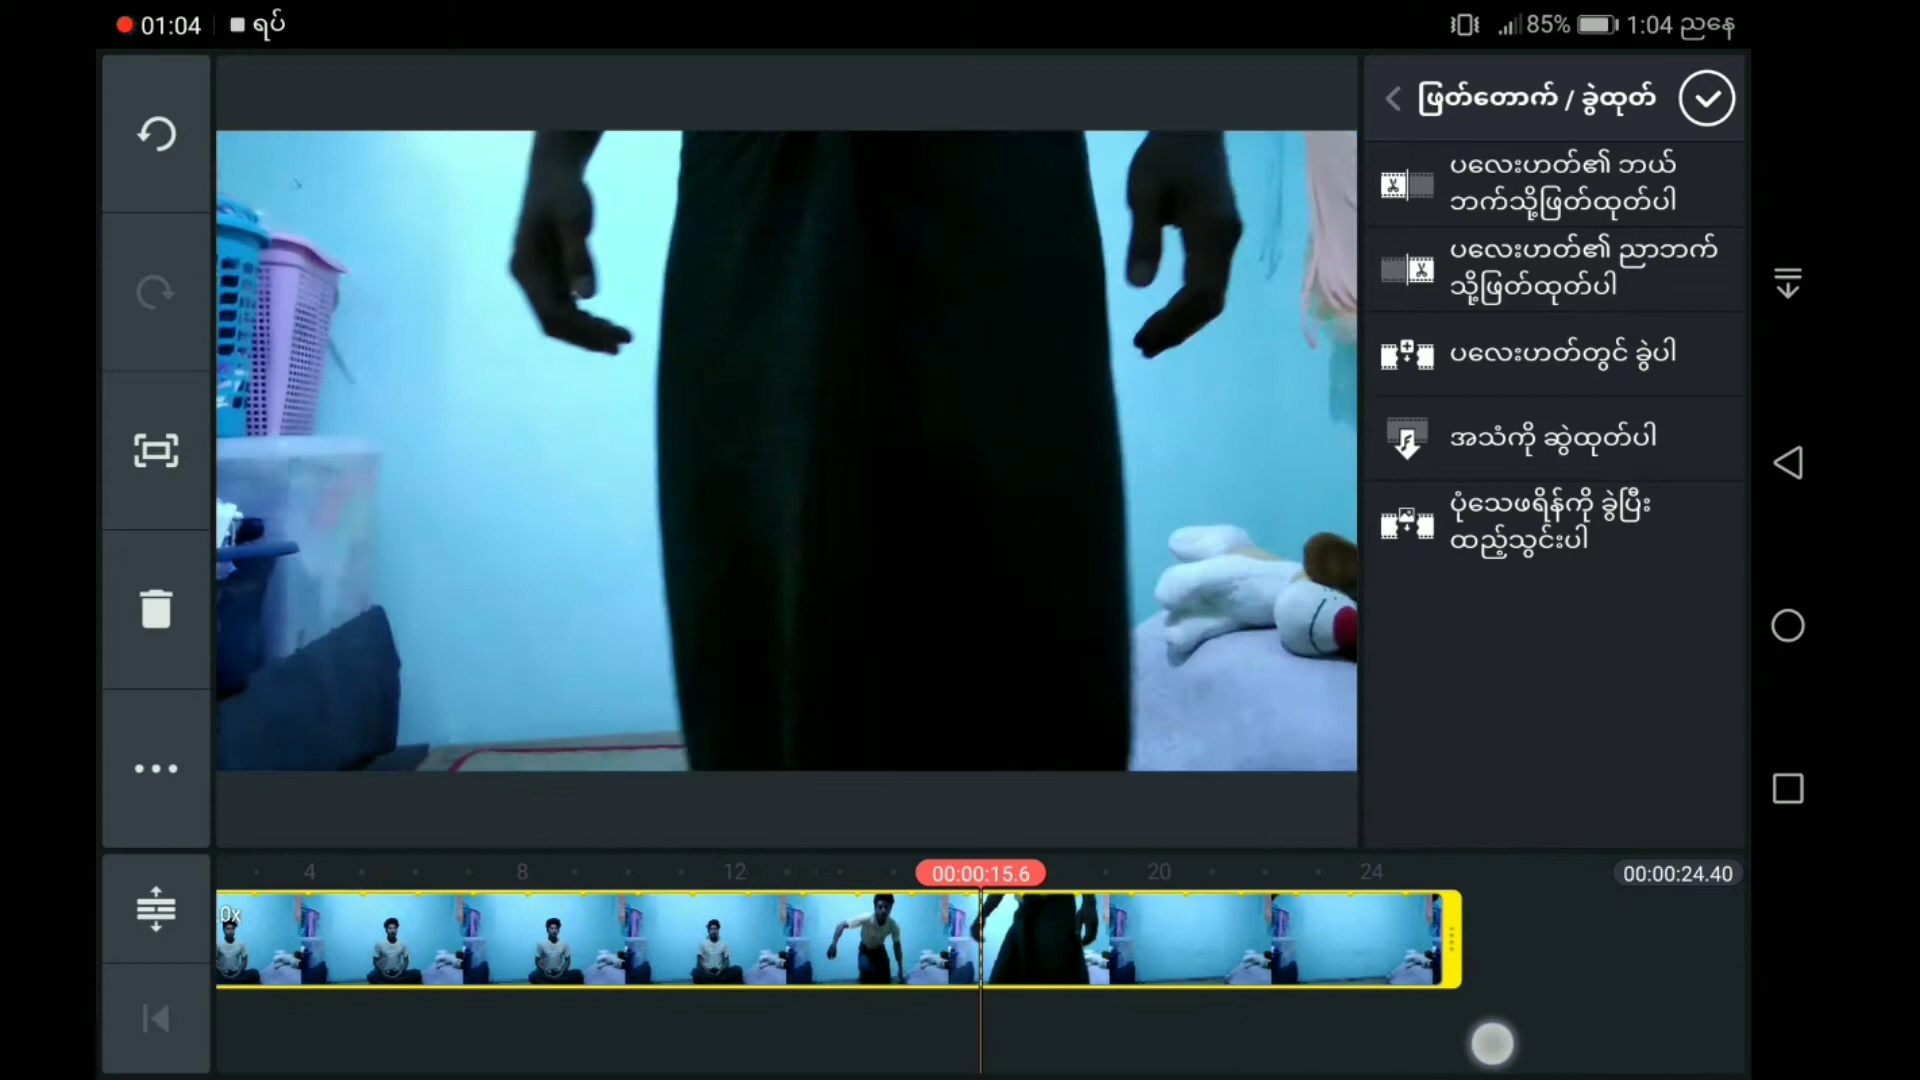 01:04 ရပ်
85% 1:04 ညနေ
ဖြတ်တောက် / ခွဲထုတ်
ပလေးဟတ်၏ ဘယ်
ဘက်သို့ဖြတ်ထုတ်ပါ
ပလေးဟတ်၏ ညာဘက်
သို့ဖြတ်ထုတ်ပါ
ပလေးဟတ်တွင် ခွဲပါ
အသံကို ဆွဲထုတ်ပါ
ပုံသေဖရိန်ကို ခွဲပြီး
ထည့်သွင်းပါ
4 8 12 00:00:15.6 20 24 00:00:24.40
0x